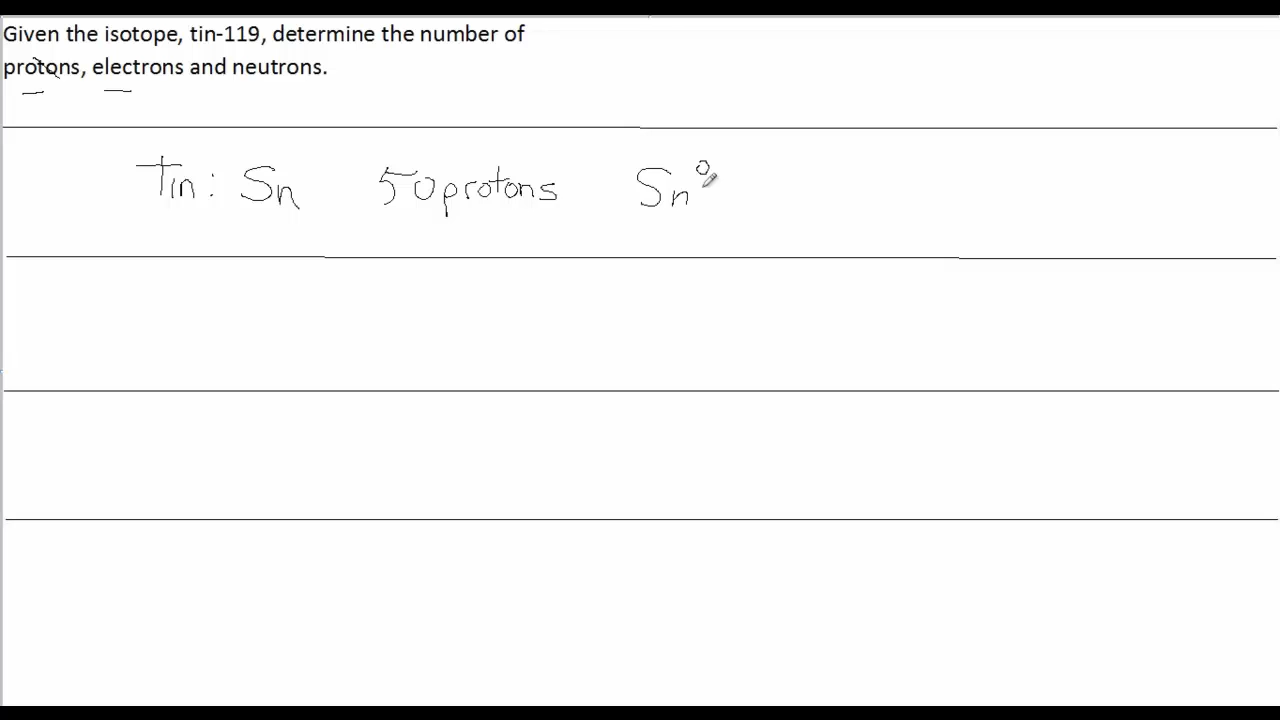 Given the isotope, tin-119, determine the number of
protons, electrons and neutrons.
Tin: Sn 50 protons Sn⁰